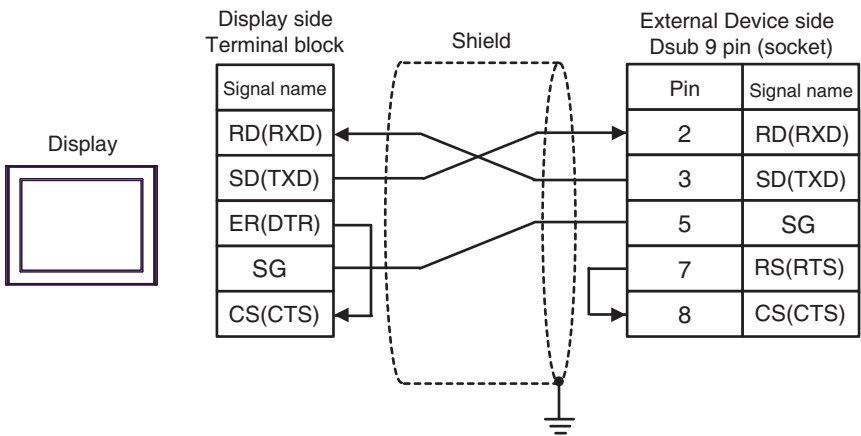 Display side
Terminal block
Shield
External Device side
Dsub 9 pin (socket)
Display
Signal name
RD(RXD)
SD(TXD)
ER(DTR)
SG
CS(CTS)
Pin Signal name
2 RD(RXD)
3 SD(TXD)
5 SG
7 RS(RTS)
8 CS(CTS)